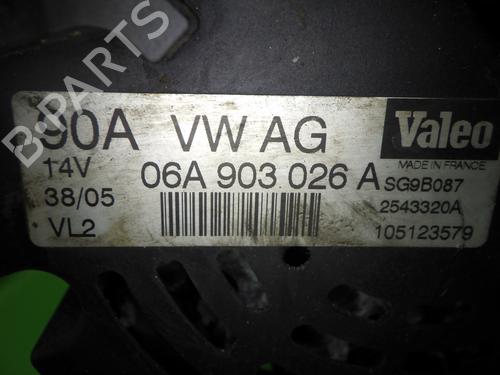 90A VW AG
Valeo
14V
06A 903 026 A
MADE IN FRANCE
SG9B087
38/05
2543320A
VL2
105123579
B-PARTS